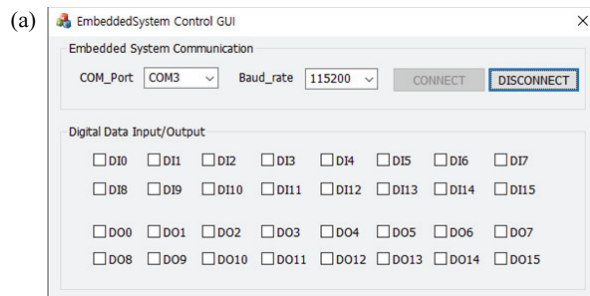 (a)
EmbeddedSystem Control GUI
Embedded System Communication
COM_Port COM3 Baud_rate 115200 CONNECT DISCONNECT
Digital Data Input/Output
DI0 DI1 DI2 DI3 DI4 DI5 DI6 DI7
DI8 DI9 DI10 DI11 DI12 DI13 DI14 DI15
DO0 DO1 DO2 DO3 DO4 DO5 DO6 DO7
DO8 DO9 DO10 DO11 DO12 DO13 DO14 DO15